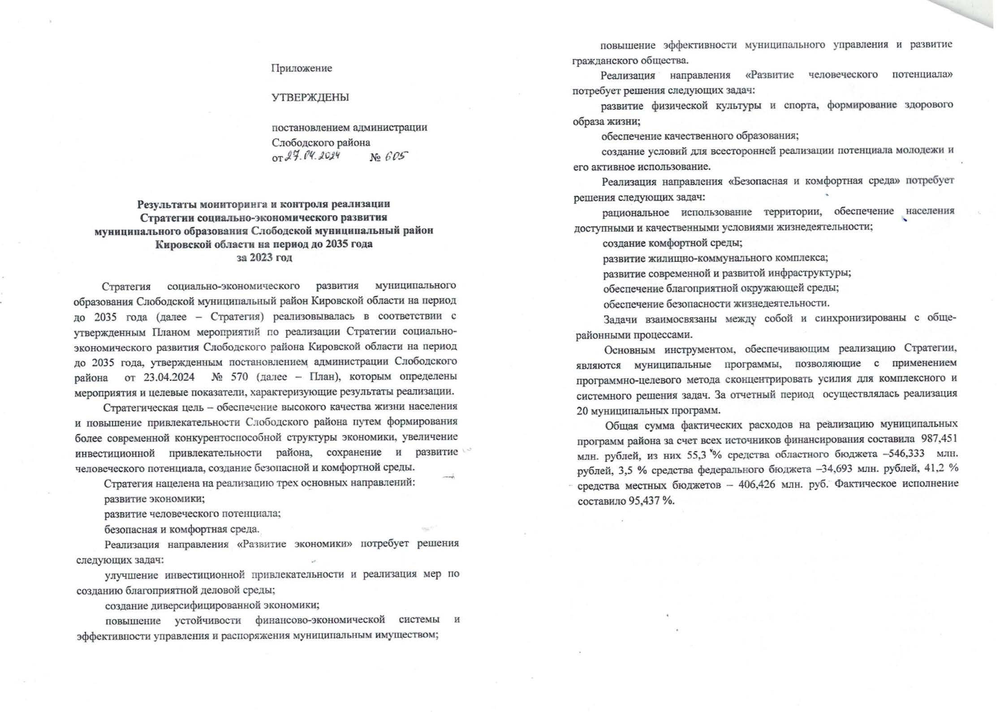 Приложение
УТВЕРЖДЕНЫ
постановлением администрации
Слободского района
от 27.04.2024 № 605
Результаты мониторинга и контроля реализации
Стратегии социально-экономического развития
муниципального образования Слободской муниципальный район
Кировской области на период до 2035 года
за 2023 год
Стратегия социально-экономического развития муниципального
образования Слободской муниципальный район Кировской области на период
до 2035 года (далее – Стратегия) реализовывалась в соответствии с
утвержденным Планом мероприятий по реализации Стратегии социально-
экономического развития Слободского района Кировской области на период
до 2035 года, утвержденным постановлением администрации Слободского
района от 23.04.2024 № 570 (далее – План), которым определены
мероприятия и целевые показатели, характеризующие результаты реализации.
Стратегическая цель – обеспечение высокого качества жизни населения
и повышение привлекательности Слободского района путем формирования
более современной конкурентоспособной структуры экономики, увеличение
инвестиционной привлекательности района, сохранение и развитие
человеческого потенциала, создание безопасной и комфортной среды.
Стратегия нацелена на реализацию трех основных направлений:
развитие экономики;
развитие человеческого потенциала;
безопасная и комфортная среда.
Реализация направления «Развитие экономики» потребует решения
следующих задач:
улучшение инвестиционной привлекательности и реализация мер по
созданию благоприятной деловой среды;
создание диверсифицированной экономики;
повышение устойчивости финансово-экономической системы и
эффективности управления и распоряжения муниципальным имуществом;
повышение эффективности муниципального управления и развитие
гражданского общества.
Реализация направления «Развитие человеческого потенциала»
потребует решения следующих задач:
развитие физической культуры и спорта, формирование здорового
образа жизни;
обеспечение качественного образования;
создание условий для всесторонней реализации потенциала молодежи и
его активное использование.
Реализация направления «Безопасная и комфортная среда» потребует
решения следующих задач:
рациональное использование территории, обеспечение населения
доступными и качественными условиями жизнедеятельности;
создание комфортной среды;
развитие жилищно-коммунального комплекса;
развитие современной и развитой инфраструктуры;
обеспечение благоприятной окружающей среды;
обеспечение безопасности жизнедеятельности.
Задачи взаимосвязаны между собой и синхронизированы с обще-
районными процессами.
Основным инструментом, обеспечивающим реализацию Стратегии,
являются муниципальные программы, позволяющие с применением
программно-целевого метода сконцентрировать усилия для комплексного и
системного решения задач. За отчетный период осуществлялась реализация
20 муниципальных программ.
Общая сумма фактических расходов на реализацию муниципальных
программ района за счет всех источников финансирования составила 987,451
млн. рублей, из них 55,3 % средства областного бюджета –546,333 млн.
рублей, 3,5 % средства федерального бюджета –34,693 млн. рублей, 41,2 %
средства местных бюджетов – 406,426 млн. руб. Фактическое исполнение
составило 95,437 %.